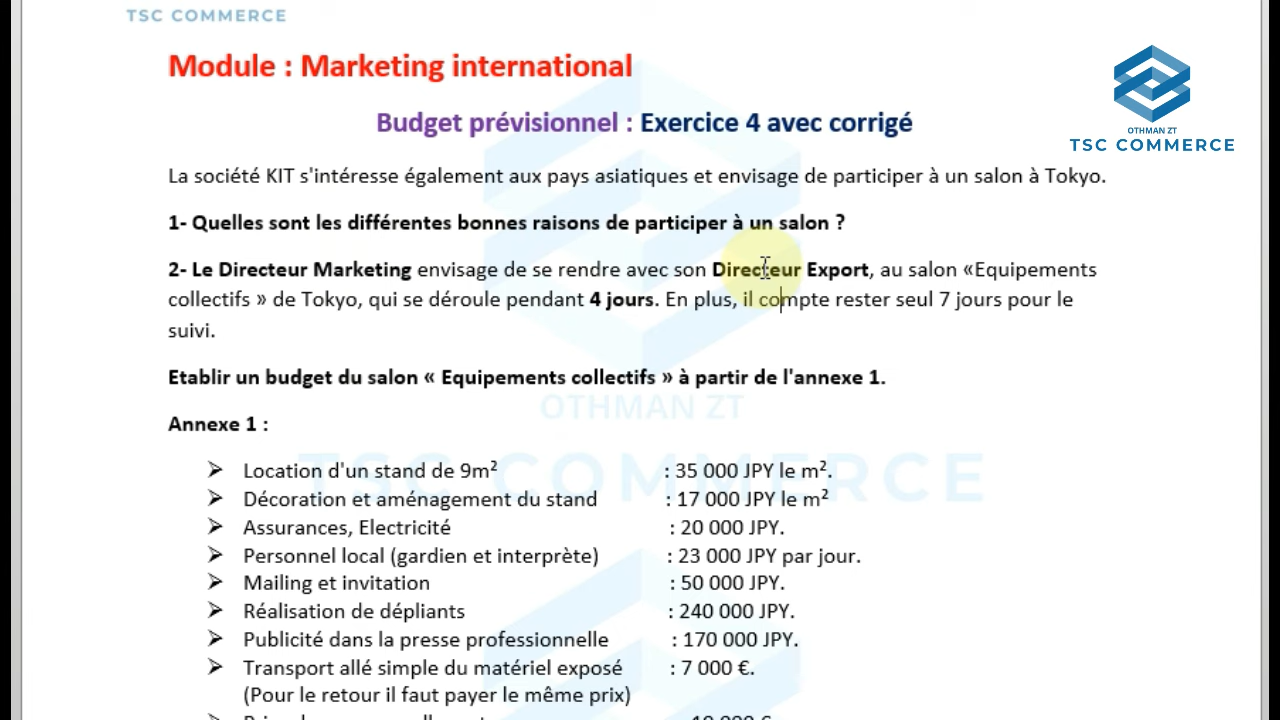 TSC COMMERCE
Module : Marketing international
OTHMAN ZT
TSC COMMERCE
Budget prévisionnel : Exercice 4 avec corrigé
La société KIT s'intéresse également aux pays asiatiques et envisage de participer à un salon à Tokyo.
1- Quelles sont les différentes bonnes raisons de participer à un salon ?
2- Le Directeur Marketing envisage de se rendre avec son Directeur Export, au salon «Equipements
collectifs » de Tokyo, qui se déroule pendant 4 jours. En plus, il compte rester seul 7 jours pour le
suivi.
Etablir un budget du salon « Equipements collectifs » à partir de l'annexe 1.
OTHMAN ZT
Annexe 1 :
TSC COMMERCE
➢ Location d'un stand de 9m² : 35 000 JPY le m².
➢ Décoration et aménagement du stand : 17 000 JPY le m²
➢ Assurances, Electricité : 20 000 JPY.
➢ Personnel local (gardien et interprète) : 23 000 JPY par jour.
➢ Mailing et invitation : 50 000 JPY.
➢ Réalisation de dépliants : 240 000 JPY.
➢ Publicité dans la presse professionnelle : 170 000 JPY.
➢ Transport allé simple du matériel exposé : 7 000 €.
(Pour le retour il faut payer le même prix)